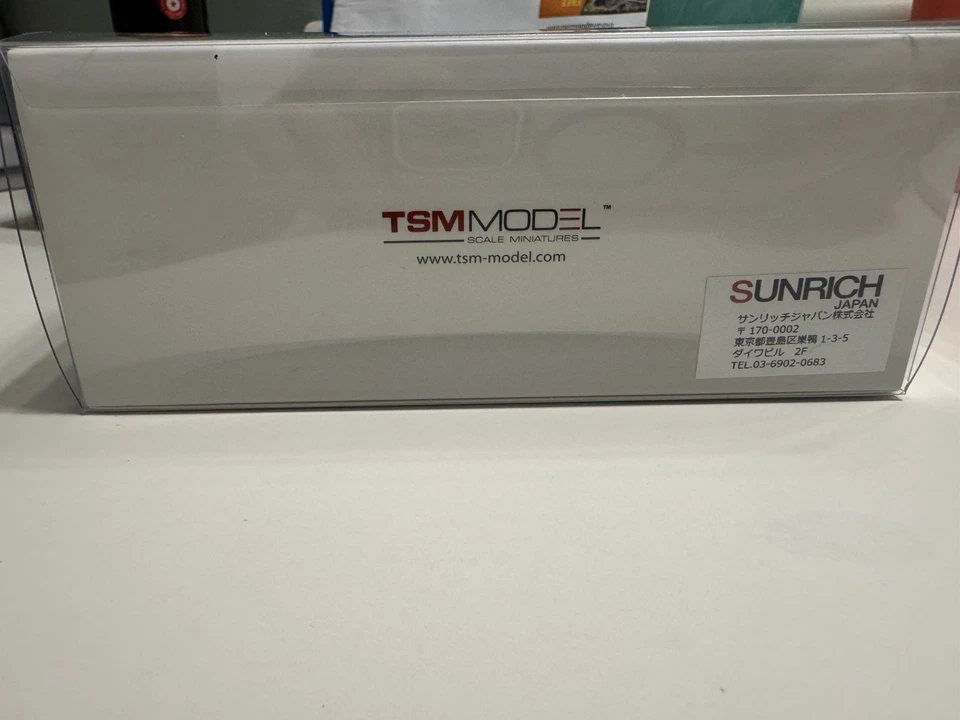 TSM MODEL™
SCALE MINIATURES
www.tsm-model.com
SUNRICH
JAPAN
サンリッチジャパン株式会社
〒 170-0002
東京都豊島区巣鴨 1-3-5
ダイワビル 2F
TEL.03-6902-0683